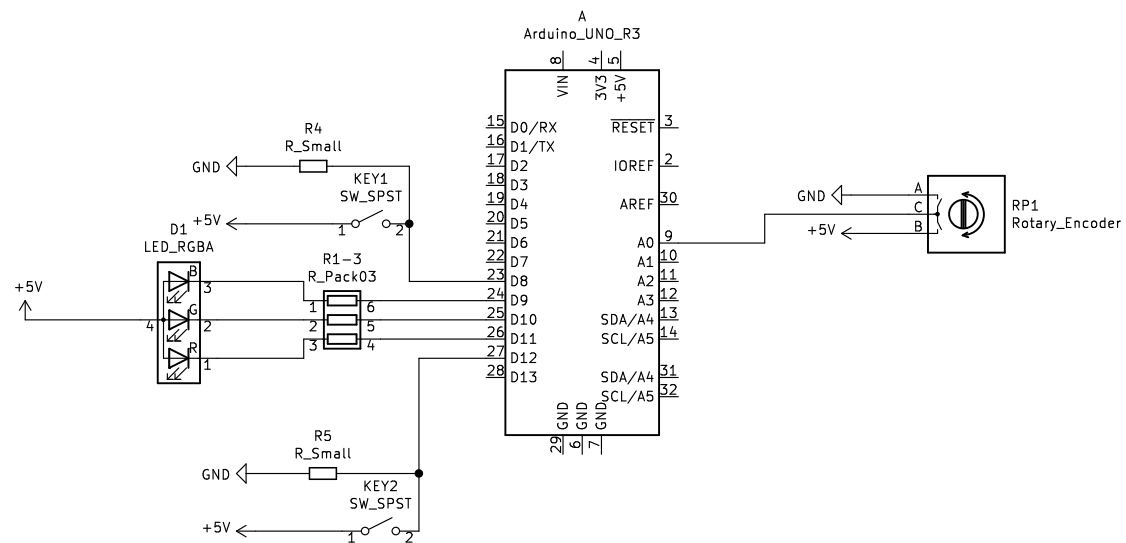 A
Arduino_UNO_R3
8
4
5
VIN
3V3
+5V
15 D0/RX
RESET 3
16 D1/TX
17 D2
IOREF 2
18 D3
19 D4
AREF 30
20 D5
21 D6
A0 9
22 D7
A1 10
23 D8
A2 11
24 D9
A3 12
25 D10
SDA/A4 13
26 D11
SCL/A5 14
27 D12
28 D13
SDA/A4 31
SCL/A5 32
GND
GND
GND
29
6
7
R4
R_Small
GND
KEY1
SW_SPST
+5V
1
2
D1
LED_RGBA
+5V
4
B
3
G
2
R
1
R1-3
R_Pack03
1
6
2
5
3
4
R5
R_Small
GND
KEY2
SW_SPST
+5V
1
2
GND
A
C
+5V
B
RP1
Rotary_Encoder